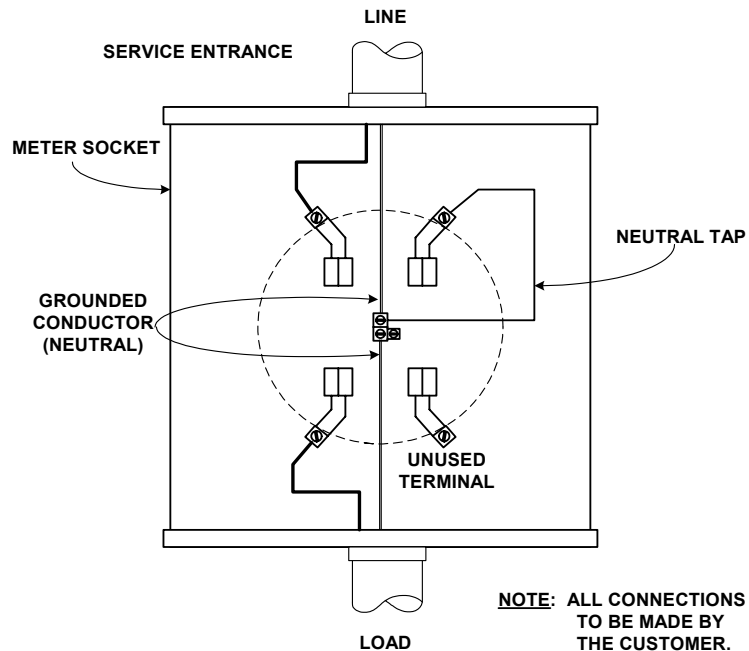 LINE
SERVICE ENTRANCE
METER SOCKET
NEUTRAL TAP
GROUNDED
CONDUCTOR
(NEUTRAL)
UNUSED
TERMINAL
NOTE: ALL CONNECTIONS
TO BE MADE BY
THE CUSTOMER.
LOAD